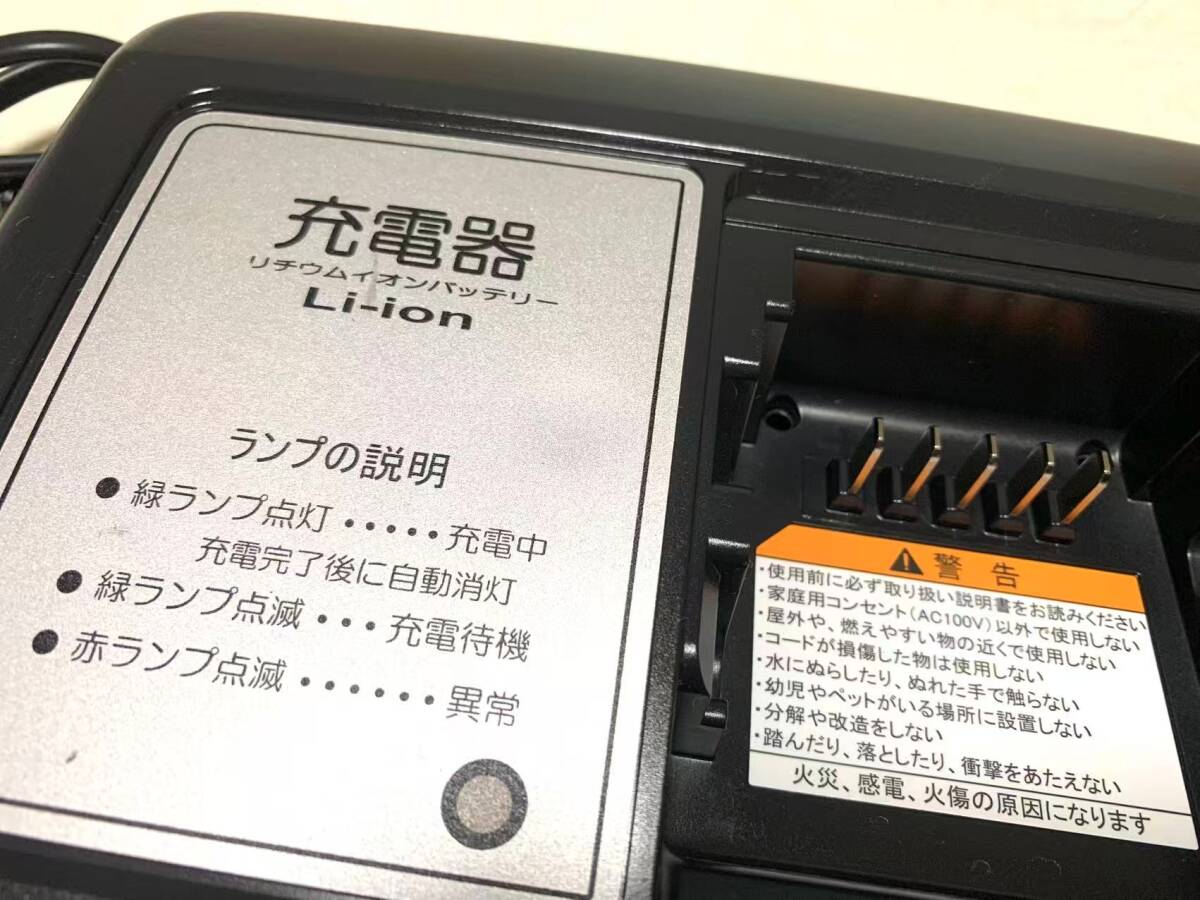 充電器
リチウムイオンバッテリー
Li-ion
ランプの説明
●緑ランプ点灯・・・・・充電中
充電完了後に自動消灯
●緑ランプ点滅・・・充電待機
●赤ランプ点滅・・・・・・・異常
⚠警告
・使用前に必ず取り扱い説明書をお読みください
・家庭用コンセント(AC100V)以外で使用しない
・屋外や、燃えやすい物の近くで使用しない
・コードが損傷した物は使用しない
・水にぬらしたり、ぬれた手で触らない
・幼児やペットがいる場所に設置しない
・分解や改造をしない
・踏んだり、落としたり、衝撃をあたえない
火災、感電、火傷の原因になります